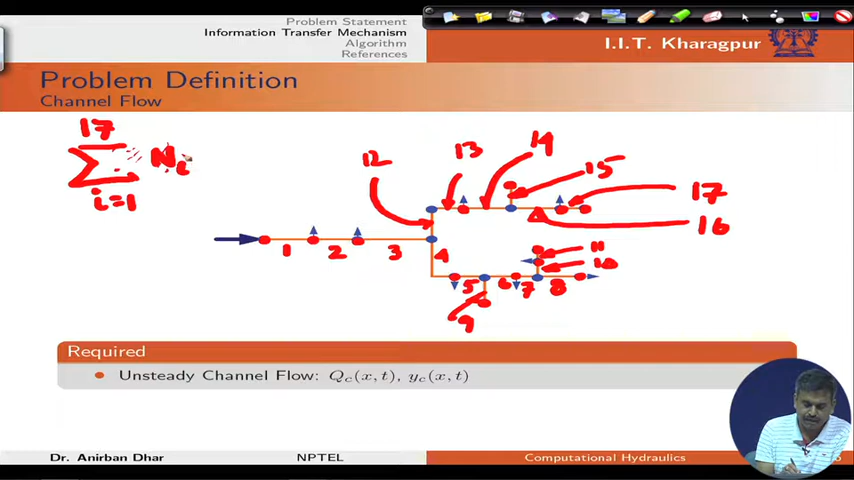 Problem Statement
Information Transfer Mechanism
Algorithm
References
I.I.T. Kharagpur
Problem Definition
Channel Flow
17
∑ N_i
i=1
12
13
14
15
17
16
1
2
3
4
11
10
5
6
7
8
9
Required
Unsteady Channel Flow: Q_c(x, t), y_c(x, t)
Dr. Anirban Dhar
NPTEL
Computational Hydraulics